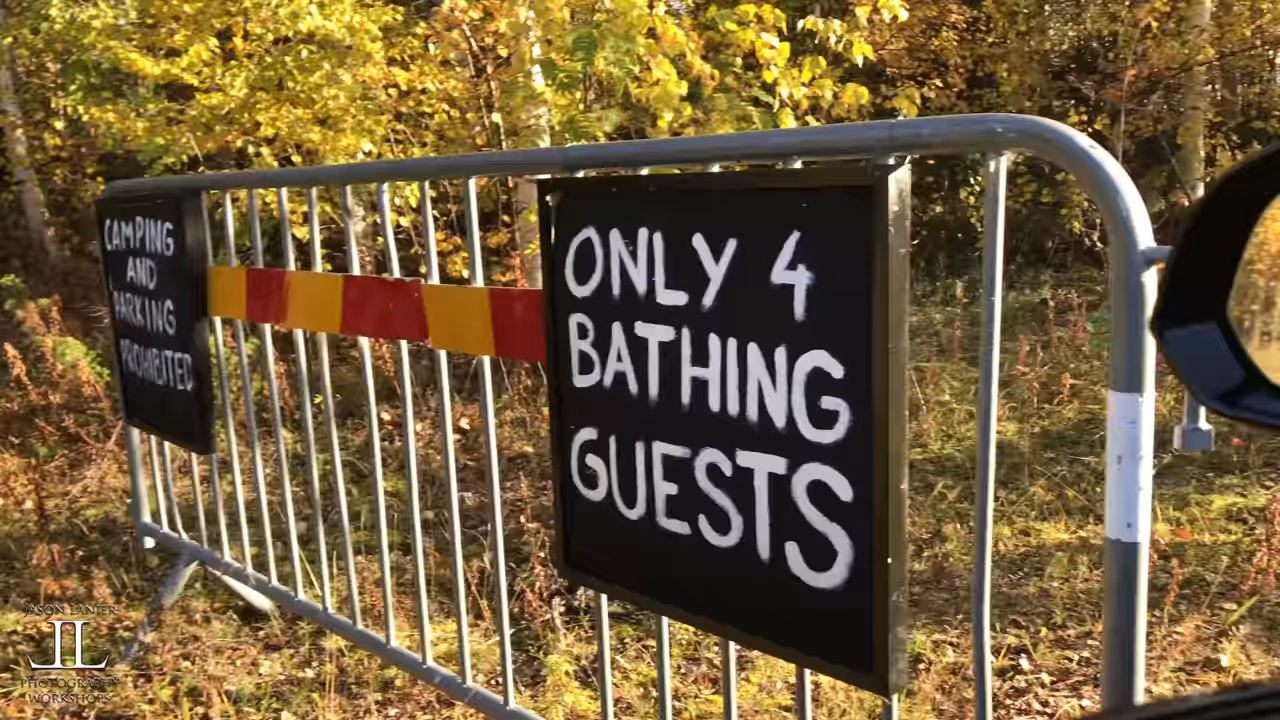 CAMPING
AND
PARKING
PROHIBITED
ONLY 4
BATHING
GUESTS
JASON LANIER
JL
PHOTOGRAPHY
WORKSHOPS